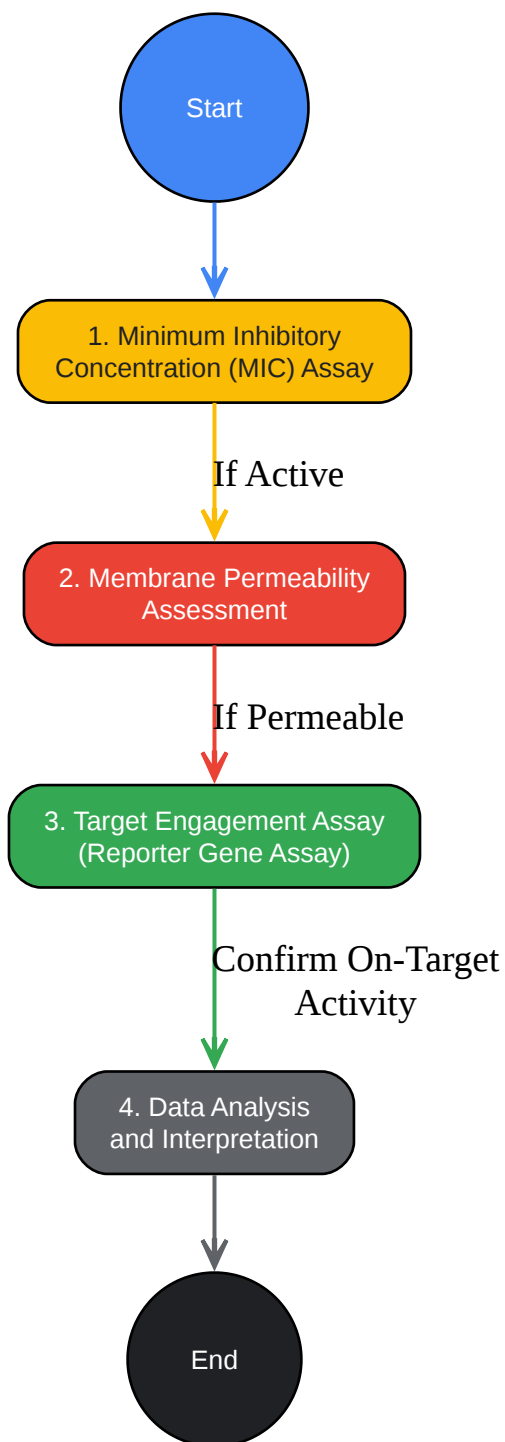 Start
1. Minimum Inhibitory
Concentration (MIC) Assay
If Active
2. Membrane Permeability
Assessment
If Permeable
3. Target Engagement Assay
(Reporter Gene Assay)
Confirm On-Target
Activity
4. Data Analysis
and Interpretation
End